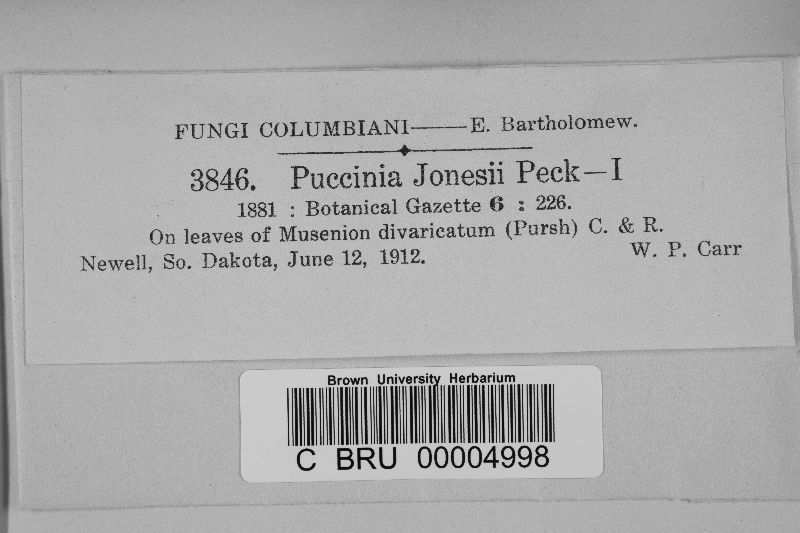 FUNGI COLUMBIANI—E. Bartholomew.
3846. Puccinia Jonesii Peck—I
1881 : Botanical Gazette 6 : 226.
On leaves of Musenion divaricatum (Pursh) C. & R.
Newell, So. Dakota, June 12, 1912. W. P. Carr
Brown University Herbarium
C BRU 00004998